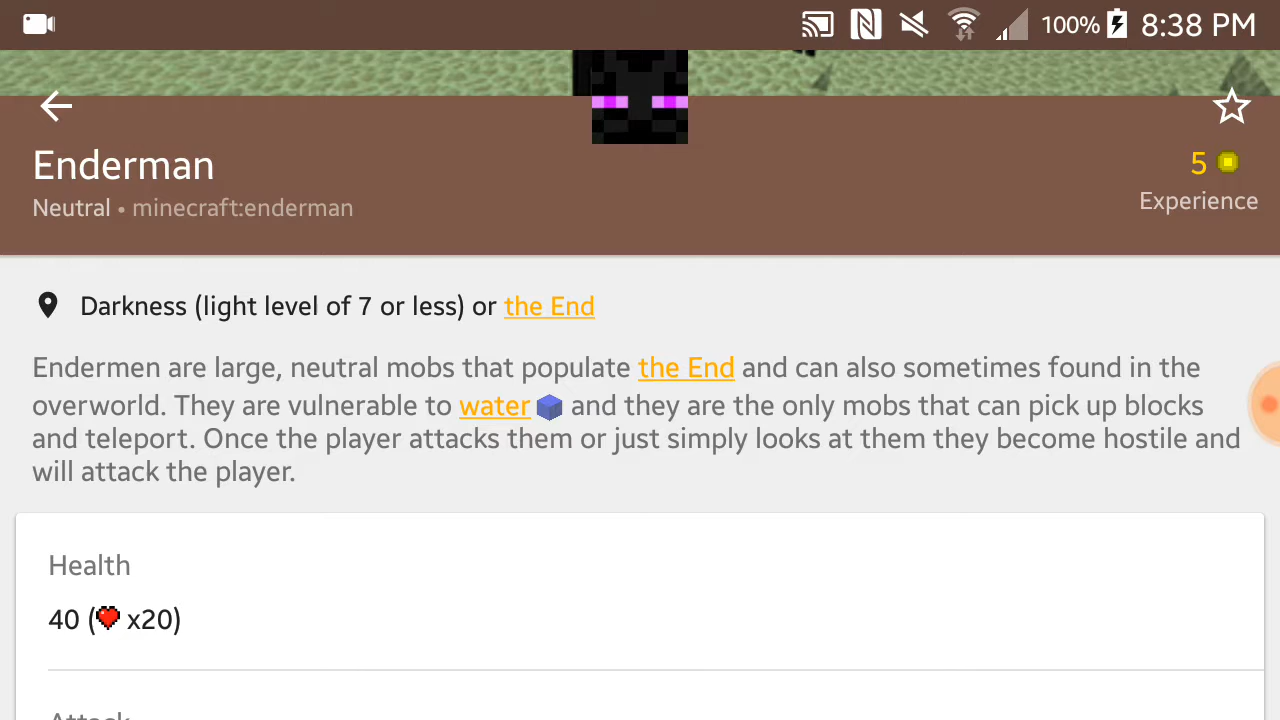 100% 8:38 PM
Enderman
5
Neutral • minecraft:enderman
Experience
Darkness (light level of 7 or less) or the End
Endermen are large, neutral mobs that populate the End and can also sometimes found in the
overworld. They are vulnerable to water and they are the only mobs that can pick up blocks
and teleport. Once the player attacks them or just simply looks at them they become hostile and
will attack the player.
Health
40 ( x20)
Attack